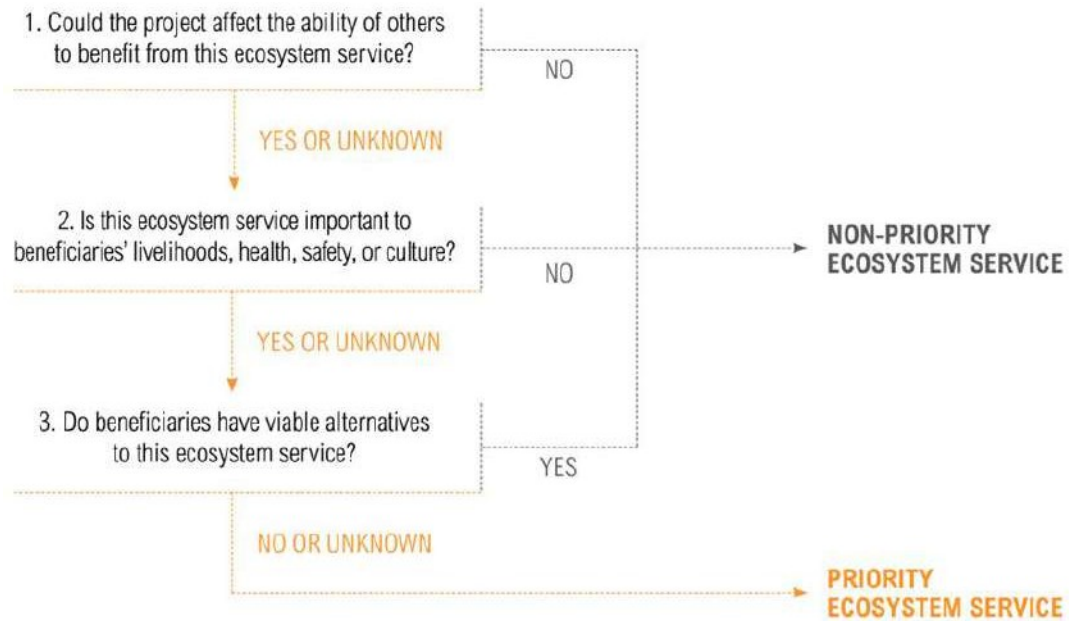 1. Could the project affect the ability of others
to benefit from this ecosystem service?
NO
YES OR UNKNOWN
2. Is this ecosystem service important to
beneficiaries' livelihoods, health, safety, or culture?
NO
NON-PRIORITY
ECOSYSTEM SERVICE
YES OR UNKNOWN
3. Do beneficiaries have viable alternatives
to this ecosystem service?
YES
NO OR UNKNOWN
PRIORITY
ECOSYSTEM SERVICE